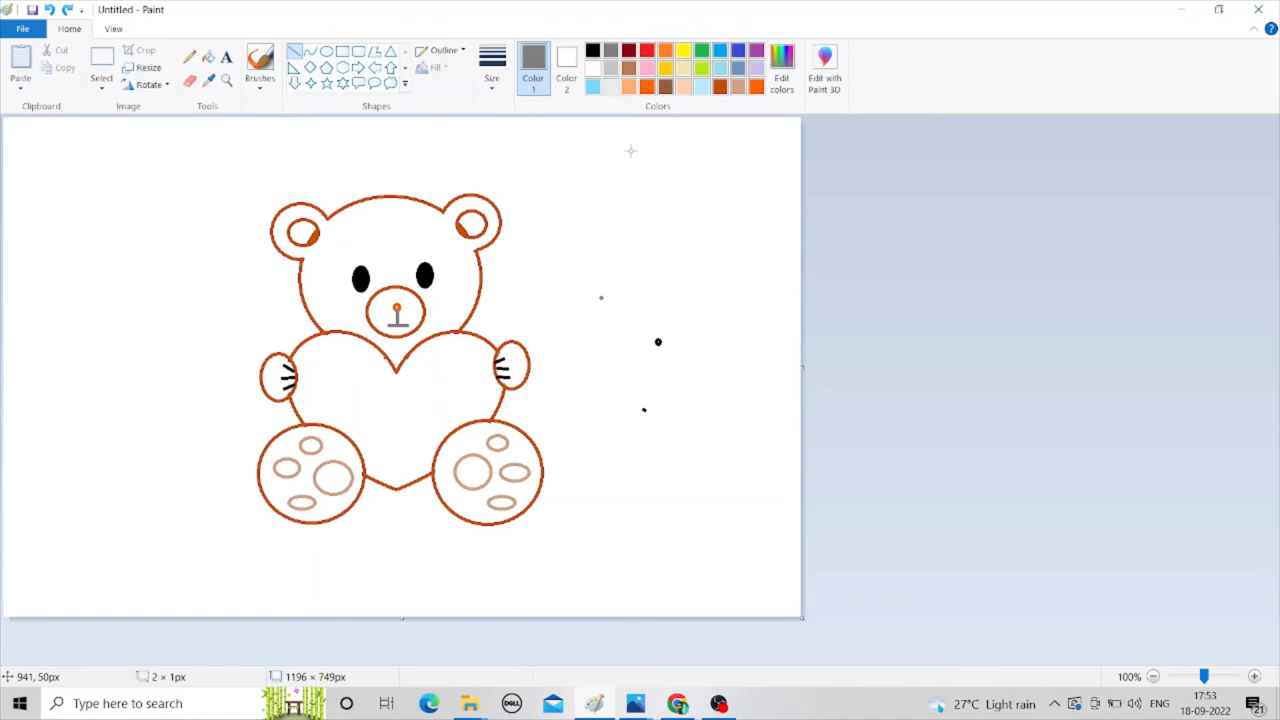 Untitled - Paint
File Home View
Paste
Cut
Copy
Clipboard
Select
Crop
Resize
Rotate
Image
A
Tools
Brushes
Outline
Fill
Shapes
Size
Color 1
Color 2
Edit colors
Colors
Edit with Paint 3D
941, 50px
2 × 1px
1196 × 749px
100%
Type here to search
DELL
27°C Light rain
ENG
17:53
18-09-2022
21